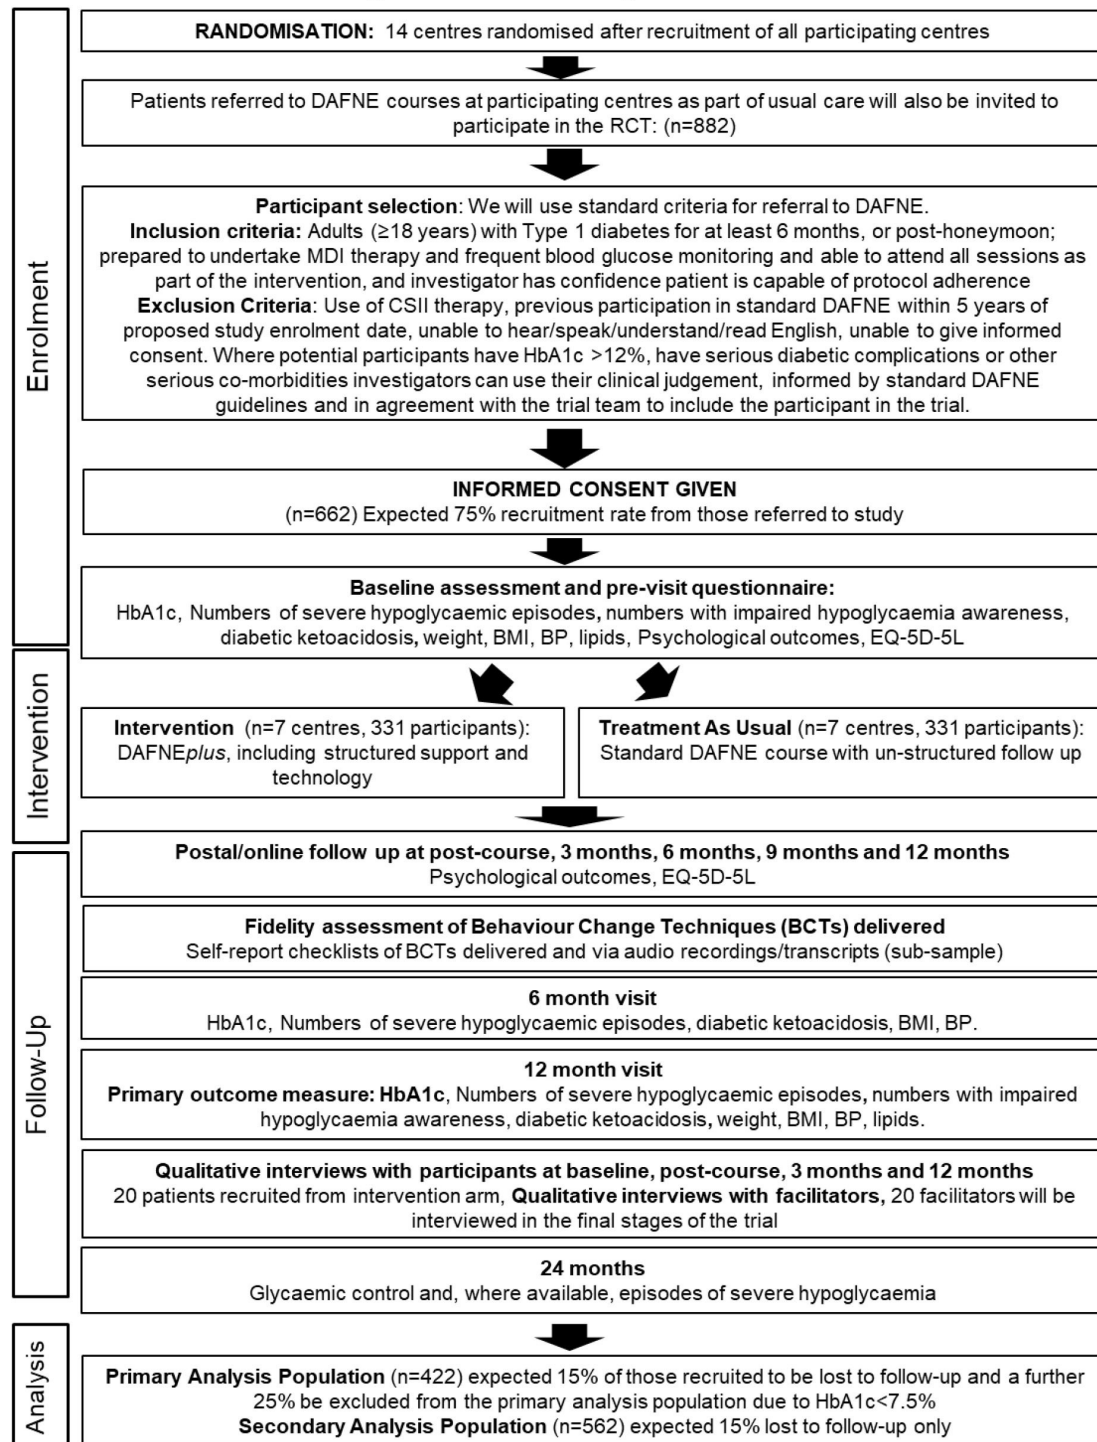 Enrolment
RANDOMISATION: 14 centres randomised after recruitment of all participating centres
Patients referred to DAFNE courses at participating centres as part of usual care will also be invited to
participate in the RCT: (n=882)
Participant selection: We will use standard criteria for referral to DAFNE.
Inclusion criteria: Adults (≥18 years) with Type 1 diabetes for at least 6 months, or post-honeymoon;
prepared to undertake MDI therapy and frequent blood glucose monitoring and able to attend all sessions as
part of the intervention, and investigator has confidence patient is capable of protocol adherence
Exclusion Criteria: Use of CSII therapy, previous participation in standard DAFNE within 5 years of
proposed study enrolment date, unable to hear/speak/understand/read English, unable to give informed
consent. Where potential participants have HbA1c >12%, have serious diabetic complications or other
serious co-morbidities investigators can use their clinical judgement, informed by standard DAFNE
guidelines and in agreement with the trial team to include the participant in the trial.
INFORMED CONSENT GIVEN
(n=662) Expected 75% recruitment rate from those referred to study
Baseline assessment and pre-visit questionnaire:
HbA1c, Numbers of severe hypoglycaemic episodes, numbers with impaired hypoglycaemia awareness,
diabetic ketoacidosis, weight, BMI, BP, lipids, Psychological outcomes, EQ-5D-5L
Intervention
Intervention (n=7 centres, 331 participants):
DAFNEplus, including structured support and
technology
Treatment As Usual (n=7 centres, 331 participants):
Standard DAFNE course with un-structured follow up
Follow-Up
Postal/online follow up at post-course, 3 months, 6 months, 9 months and 12 months
Psychological outcomes, EQ-5D-5L
Fidelity assessment of Behaviour Change Techniques (BCTs) delivered
Self-report checklists of BCTs delivered and via audio recordings/transcripts (sub-sample)
6 month visit
HbA1c, Numbers of severe hypoglycaemic episodes, diabetic ketoacidosis, BMI, BP.
12 month visit
Primary outcome measure: HbA1c, Numbers of severe hypoglycaemic episodes, numbers with impaired
hypoglycaemia awareness, diabetic ketoacidosis, weight, BMI, BP, lipids.
Qualitative interviews with participants at baseline, post-course, 3 months and 12 months
20 patients recruited from intervention arm, Qualitative interviews with facilitators, 20 facilitators will be
interviewed in the final stages of the trial
24 months
Glycaemic control and, where available, episodes of severe hypoglycaemia
Analysis
Primary Analysis Population (n=422) expected 15% of those recruited to be lost to follow-up and a further
25% be excluded from the primary analysis population due to HbA1c<7.5%
Secondary Analysis Population (n=562) expected 15% lost to follow-up only